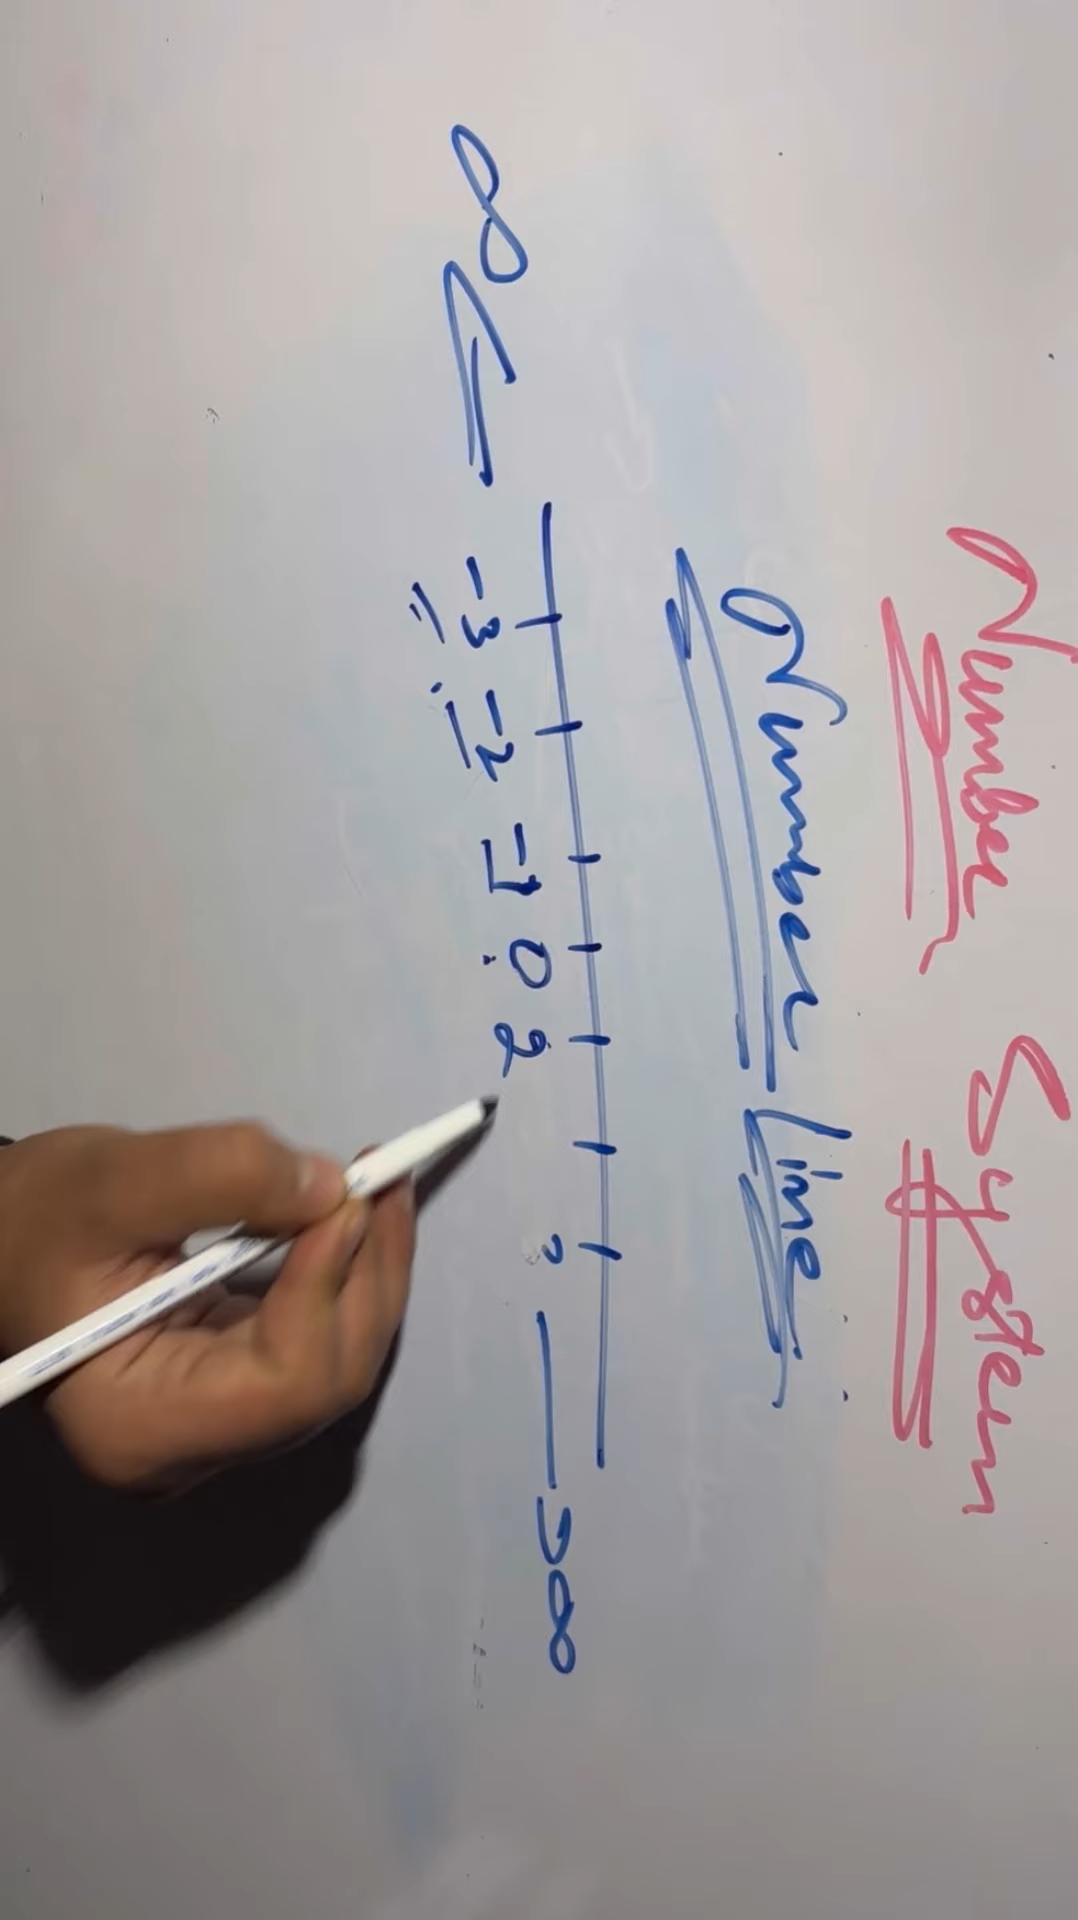 Number System
Number Line
∞ ← -3 -2 -1 0 2 → ∞